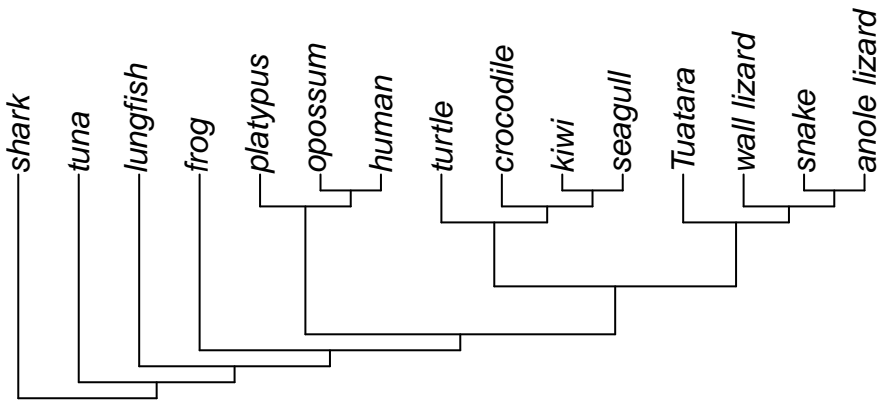 shark
tuna
lungfish
frog
platypus
opossum
human
turtle
crocodile
kiwi
seagull
Tuatara
wall lizard
snake
anole lizard